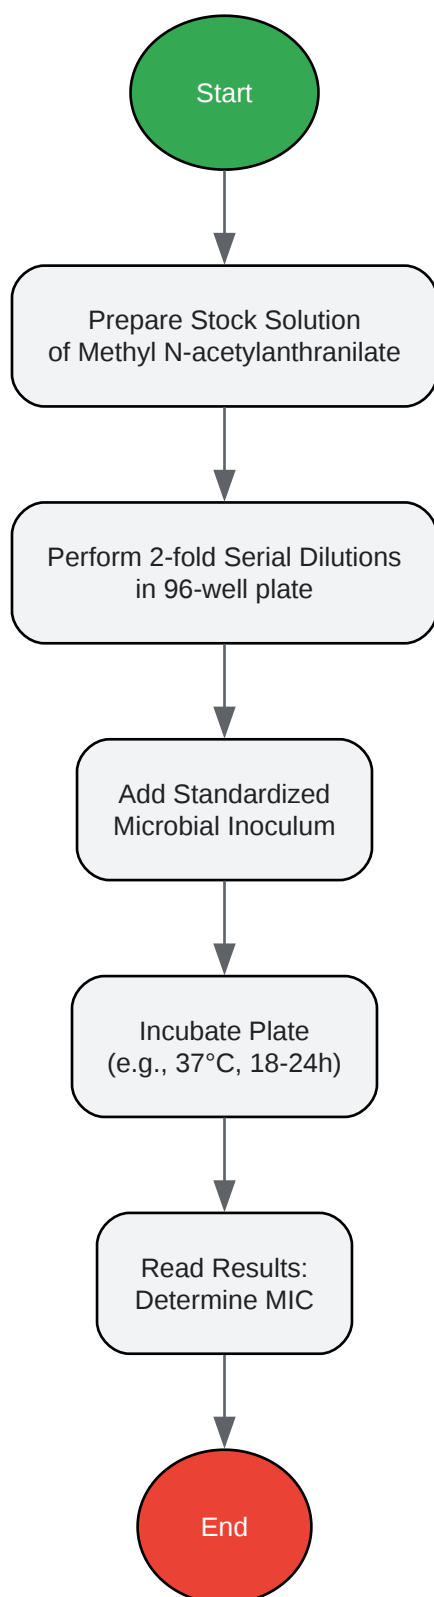 Start
Prepare Stock Solution
of Methyl N-acetylanthranilate
Perform 2-fold Serial Dilutions
in 96-well plate
Add Standardized
Microbial Inoculum
Incubate Plate
(e.g., 37°C, 18-24h)
Read Results:
Determine MIC
End